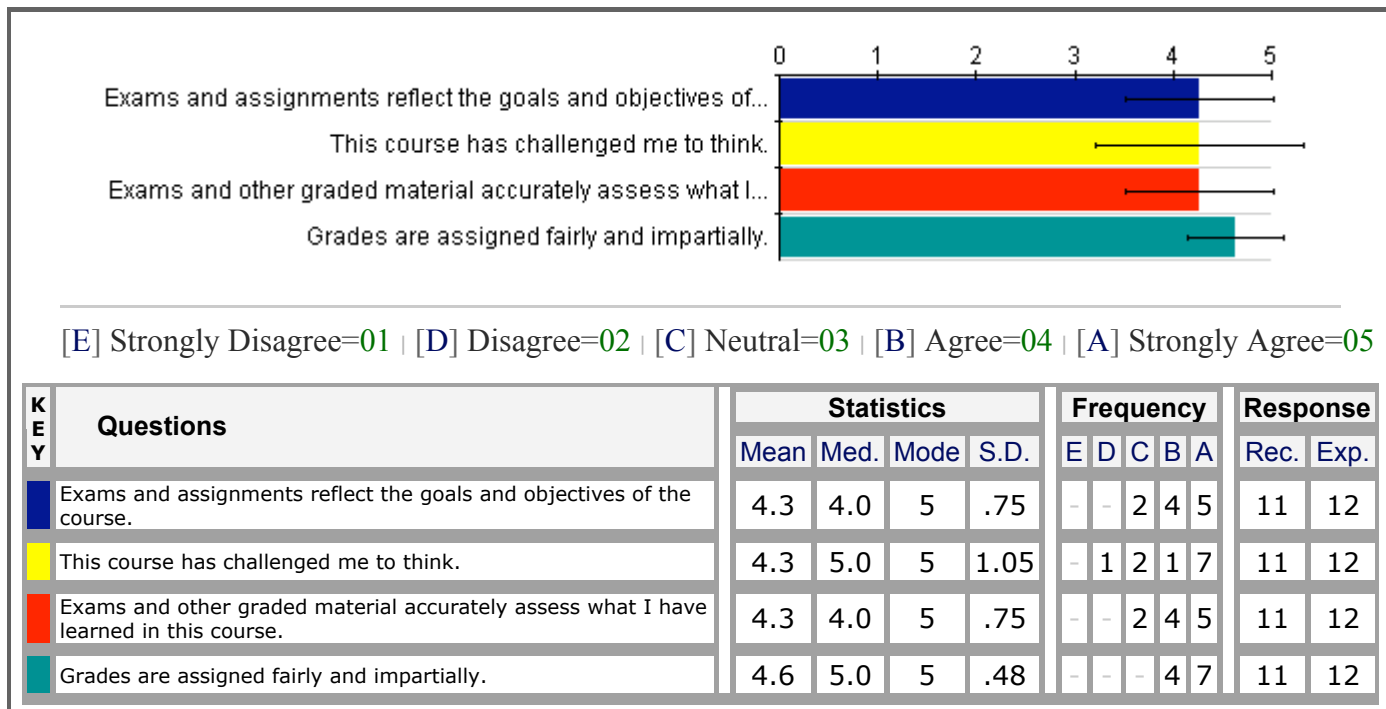 0 1 2 3 4 5
Exams and assignments reflect the goals and objectives of...
This course has challenged me to think.
Exams and other graded material accurately assess what I...
Grades are assigned fairly and impartially.
[E] Strongly Disagree=01 | [D] Disagree=02 | [C] Neutral=03 | [B] Agree=04 | [A] Strongly Agree=05
KEY Questions Statistics Frequency Response
Mean Med. Mode S.D. E D C B A Rec. Exp.
Exams and assignments reflect the goals and objectives of the
course. 4.3 4.0 5 .75 - - 2 4 5 11 12
This course has challenged me to think. 4.3 5.0 5 1.05 - 1 2 1 7 11 12
Exams and other graded material accurately assess what I have
learned in this course. 4.3 4.0 5 .75 - - 2 4 5 11 12
Grades are assigned fairly and impartially. 4.6 5.0 5 .48 - - - 4 7 11 12